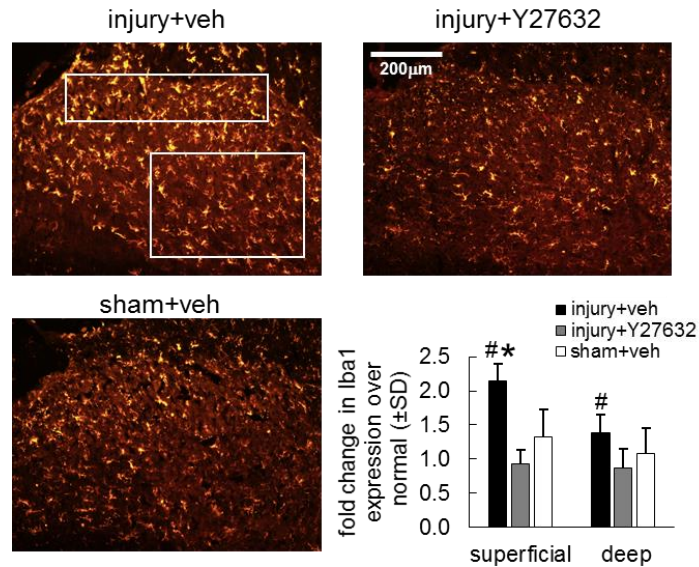 injury+veh
injury+Y27632
200µm
sham+veh
injury+veh
injury+Y27632
sham+veh
fold change in Iba1
expression over
normal (±SD)
2.5
2.0
1.5
1.0
0.5
0.0
#*
#
superficial
deep